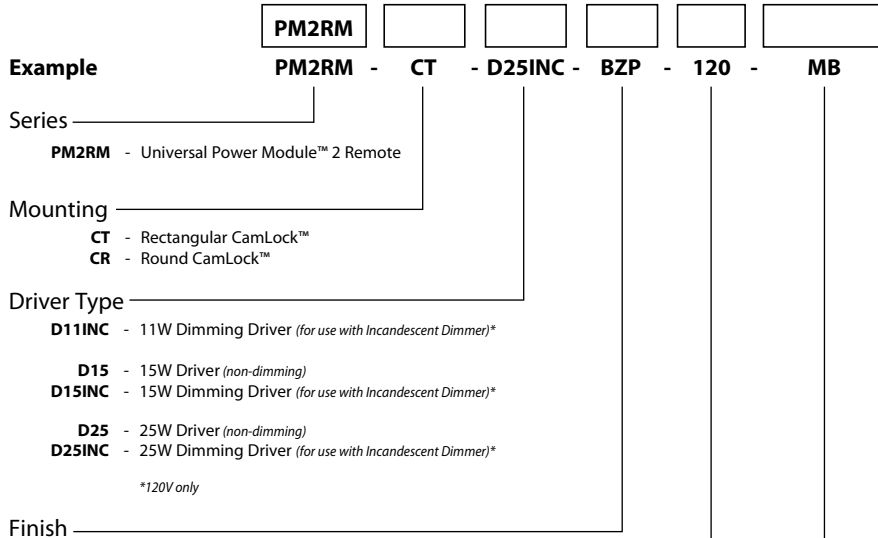 PM2RM
Example PM2RM - CT - D25INC - BZP - 120 - MB
Series
PM2RM - Universal Power Module™ 2 Remote
Mounting
CT - Rectangular CamLock™
CR - Round CamLock™
Driver Type
D11INC - 11W Dimming Driver (for use with Incandescent Dimmer)*
D15 - 15W Driver (non-dimming)
D15INC - 15W Dimming Driver (for use with Incandescent Dimmer)*
D25 - 25W Driver (non-dimming)
D25INC - 25W Dimming Driver (for use with Incandescent Dimmer)*
*120V only
Finish